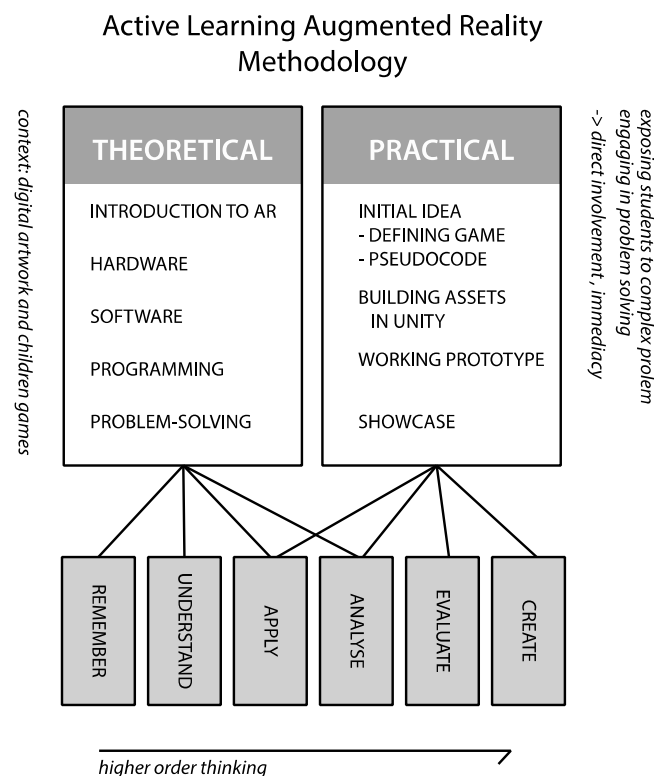 Active Learning Augmented Reality
Methodology
context: digital artwork and children games
THEORETICAL
INTRODUCTION TO AR
HARDWARE
SOFTWARE
PROGRAMMING
PROBLEM-SOLVING
PRACTICAL
INITIAL IDEA
- DEFINING GAME
- PSEUDOCODE
BUILDING ASSETS
IN UNITY
WORKING PROTOTYPE
SHOWCASE
exposing students to complex prolem
engaging in problem solving
-> direct involvement, immediacy
REMEMBER
UNDERSTAND
APPLY
ANALYSE
EVALUATE
CREATE
higher order thinking